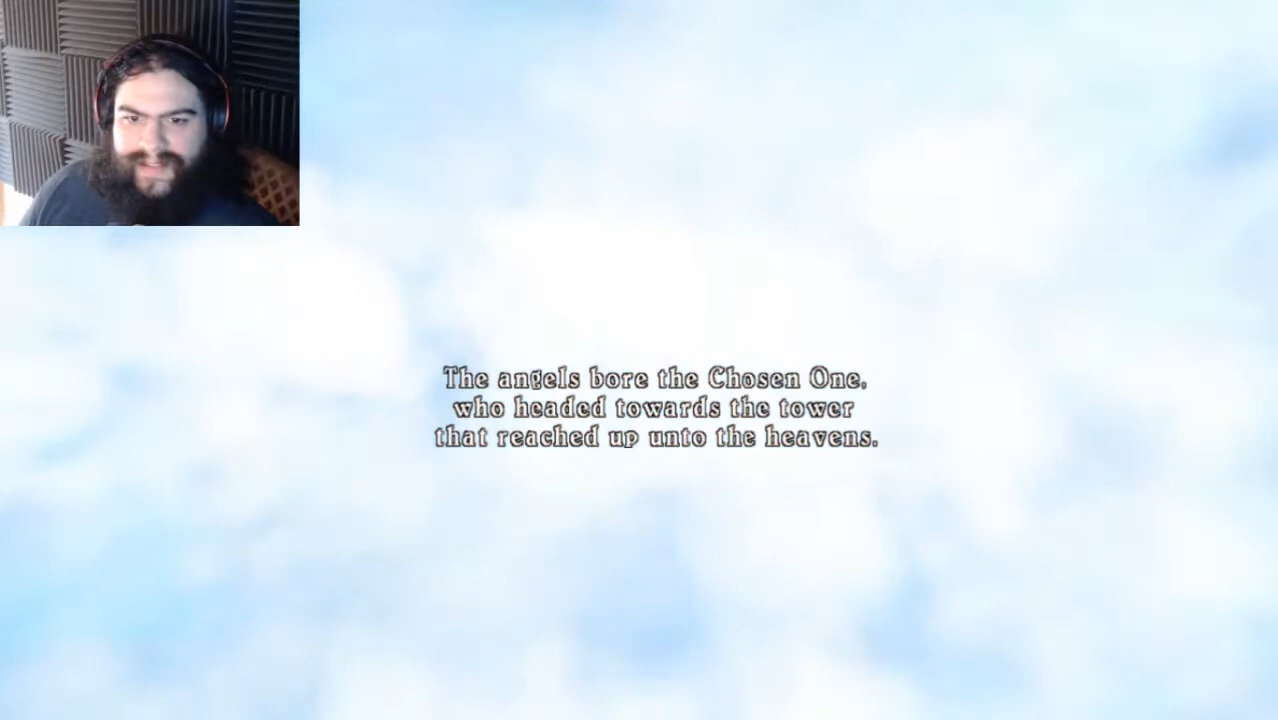 The angels bore the Chosen One,
who headed towards the tower
that reached up unto the heavens.